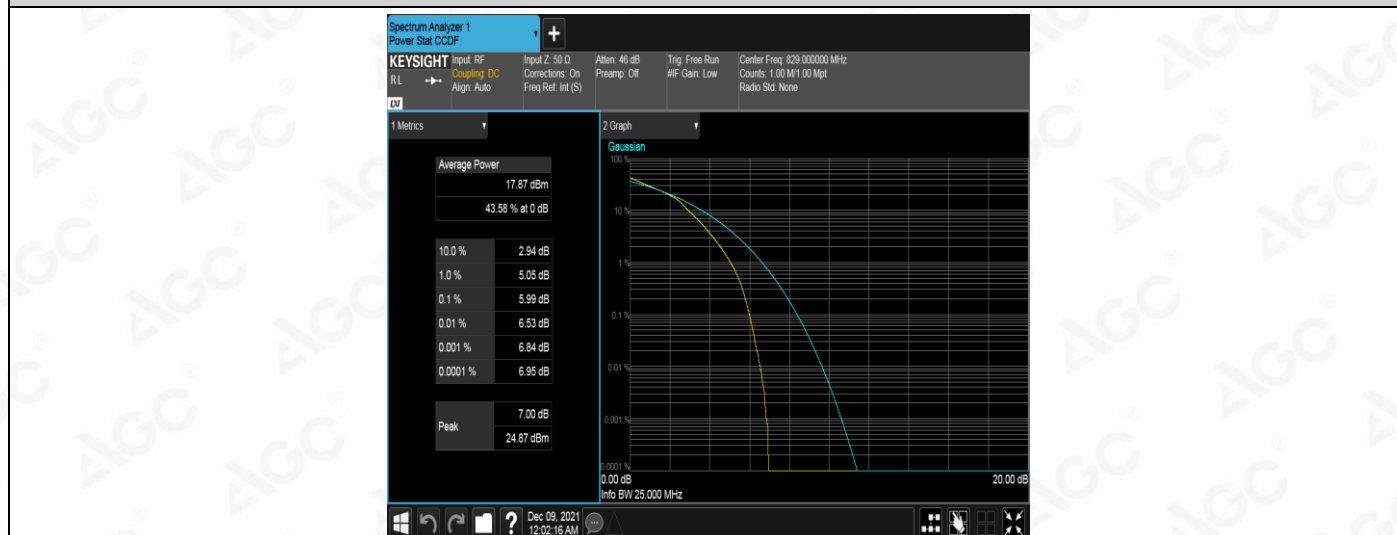 Spectrum Analyzer 1
Power Stat CCDF
+
KEYSIGHT
RL
LXI
Input: RF
Coupling: DC
Align: Auto
Input Z: 50 Ω
Corrections: On
Freq Ref: Int (S)
Atten: 46 dB
Preamp: Off
Trig: Free Run
#IF Gain: Low
Center Freq: 829.000000 MHz
Counts: 1.00 M/1.00 Mpt
Radio Std: None
1 Metrics
Average Power
17.87 dBm
43.58 % at 0 dB
10.0 % 2.94 dB
1.0 % 5.05 dB
0.1 % 5.99 dB
0.01 % 6.53 dB
0.001 % 6.84 dB
0.0001 % 6.95 dB
Peak
7.00 dB
24.87 dBm
2 Graph
Gaussian
100 %
10 %
1 %
0.1 %
0.01 %
0.001 %
0.0001 %
0.00 dB
20.00 dB
Info BW 25.000 MHz
?
Dec 09, 2021
12:02:16 AM
AGC